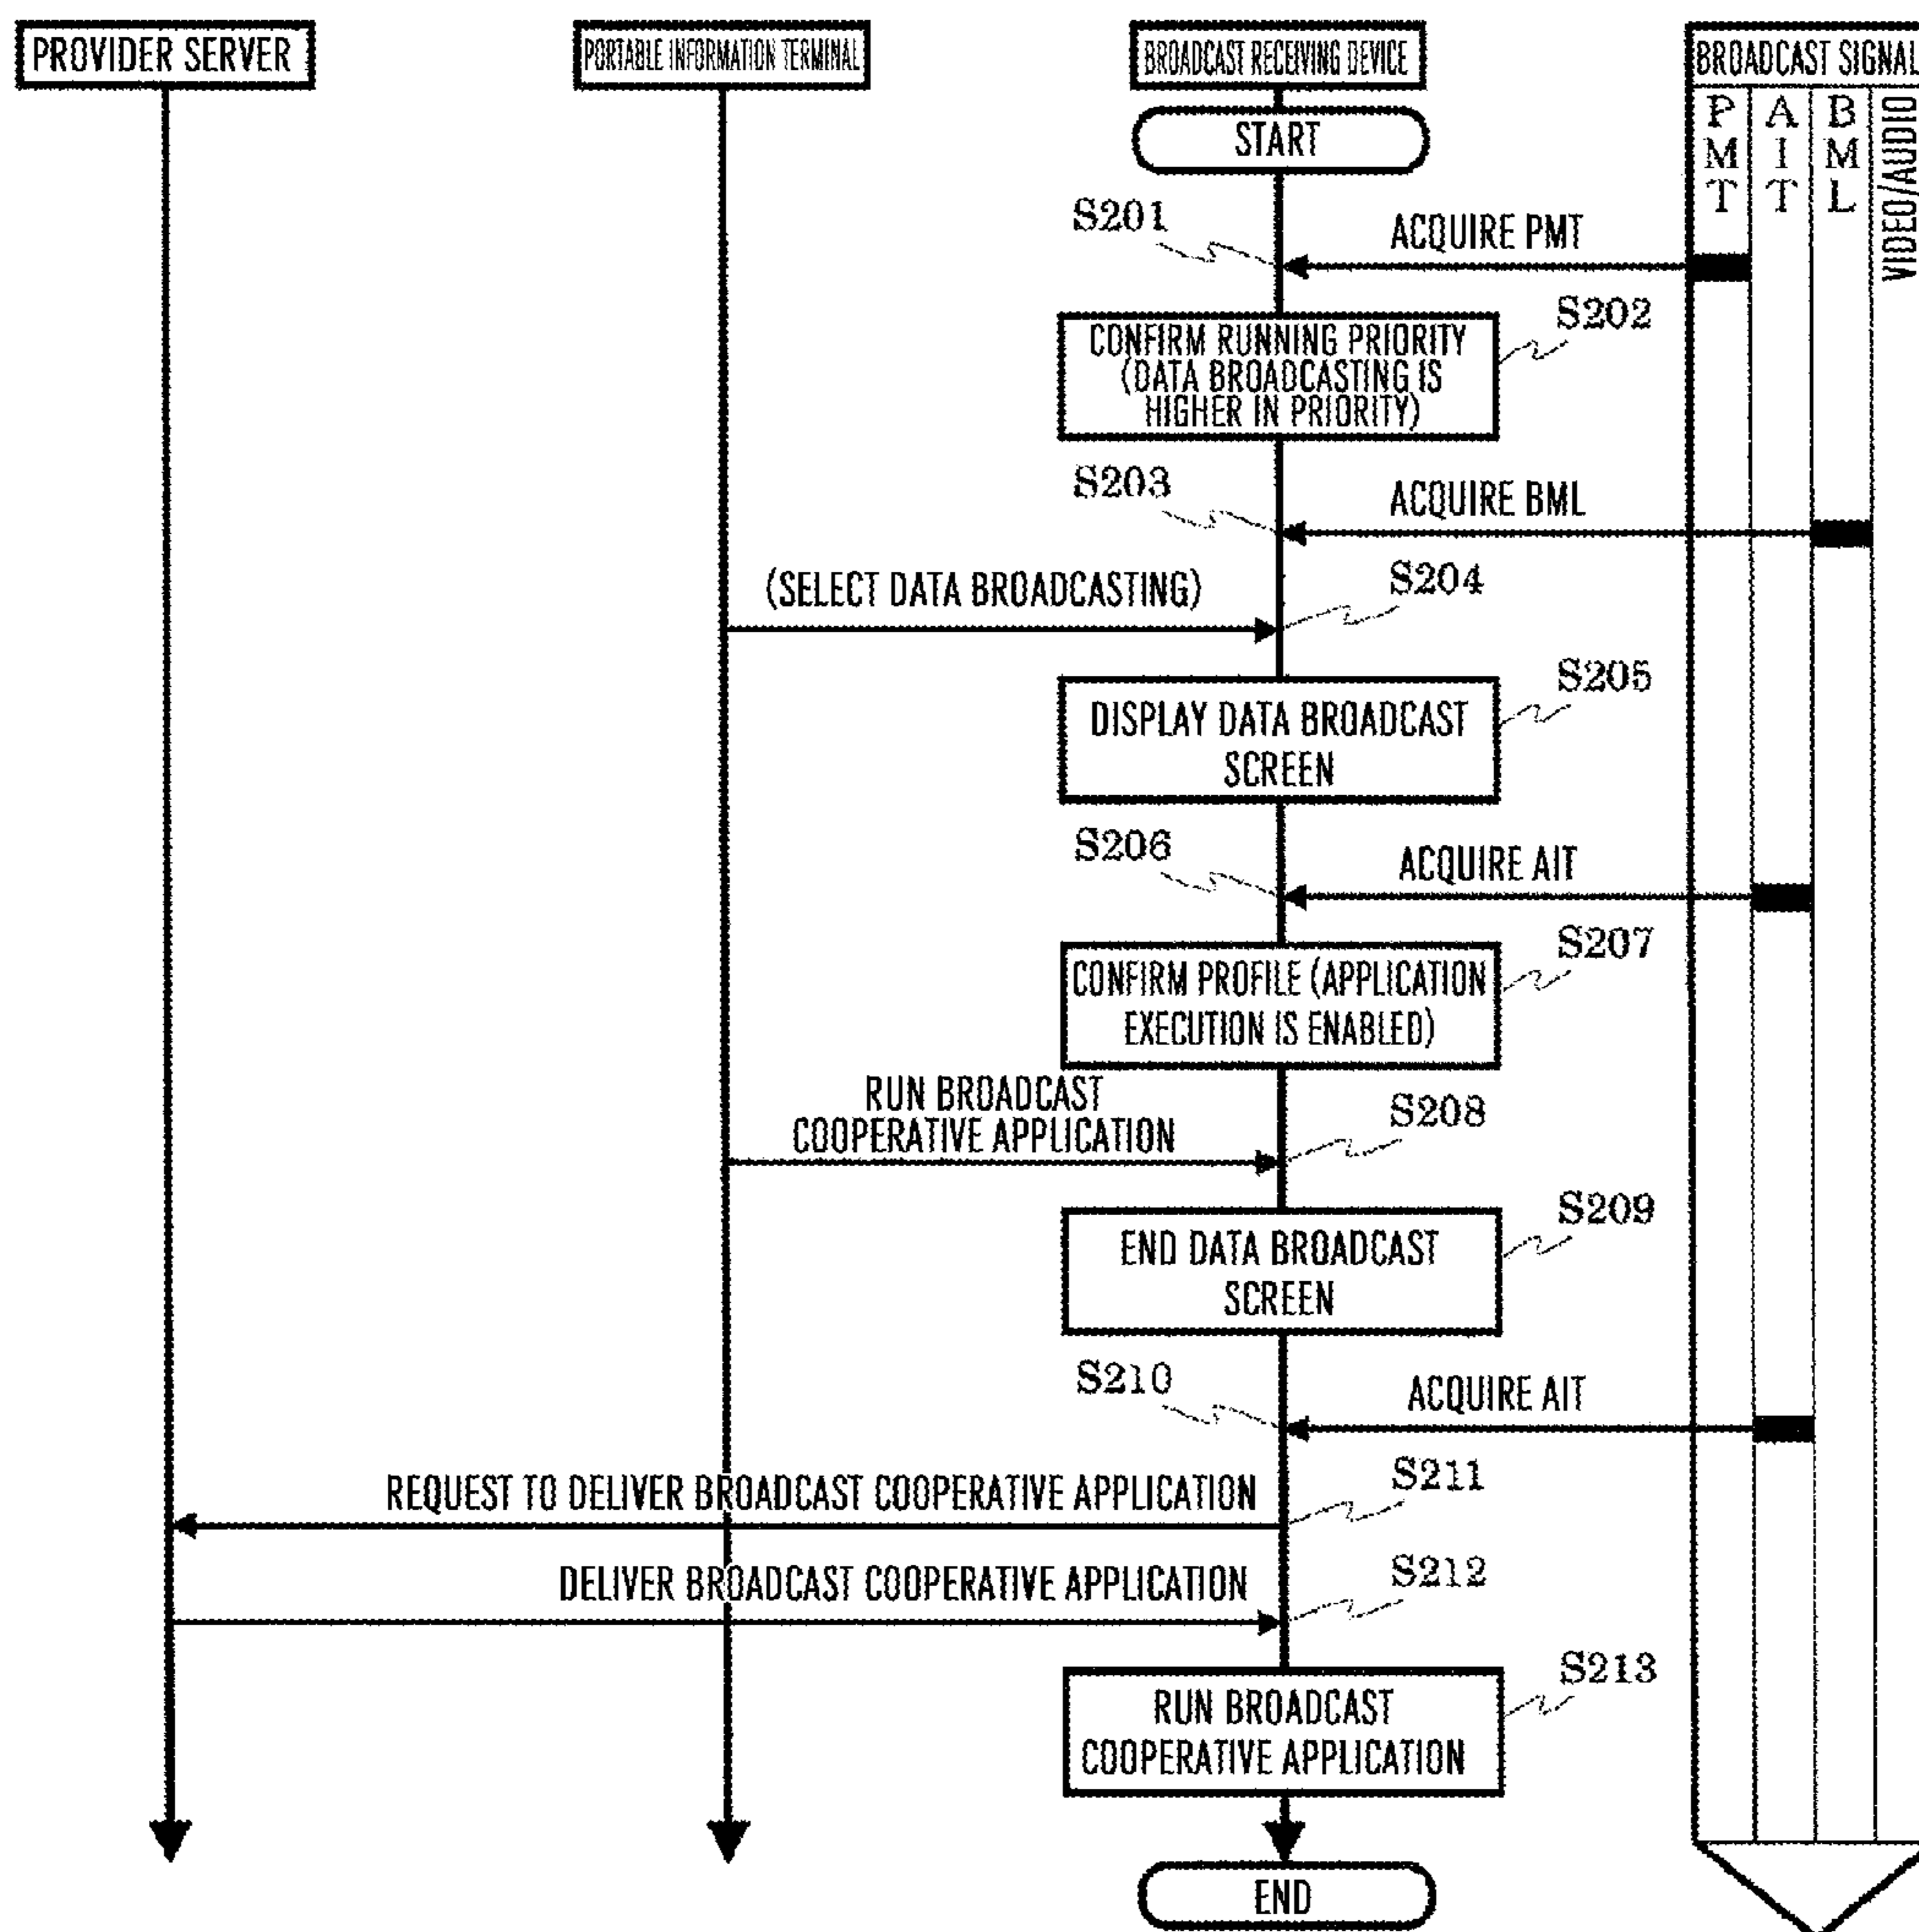 PROVIDER SERVER
PORTABLE INFORMATION TERMINAL
BROADCAST RECEIVING DEVICE
BROADCAST SIGNAL
PMT
AIT
BML
VIDEO/AUDIO
START
S201
ACQUIRE PMT
S202
CONFIRM RUNNING PRIORITY
(DATA BROADCASTING IS
HIGHER IN PRIORITY)
S203
ACQUIRE BML
(SELECT DATA BROADCASTING)
S204
S205
DISPLAY DATA BROADCAST
SCREEN
S206
ACQUIRE AIT
S207
CONFIRM PROFILE (APPLICATION
EXECUTION IS ENABLED)
RUN BROADCAST
COOPERATIVE APPLICATION
S208
S209
END DATA BROADCAST
SCREEN
S210
ACQUIRE AIT
REQUEST TO DELIVER BROADCAST COOPERATIVE APPLICATION
S211
DELIVER BROADCAST COOPERATIVE APPLICATION
S212
S213
RUN BROADCAST
COOPERATIVE APPLICATION
END